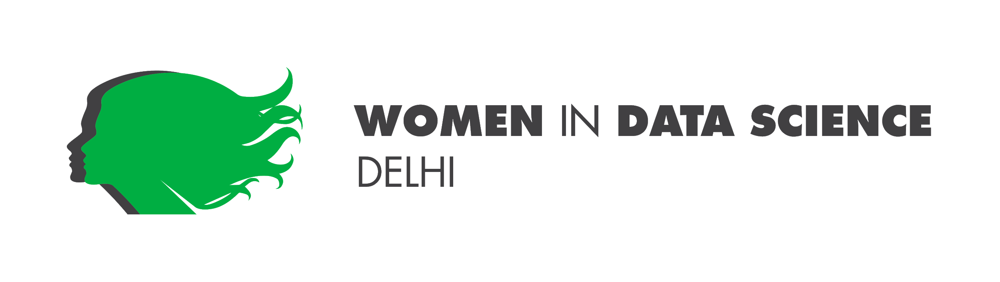 WOMEN IN DATA SCIENCE
DELHI